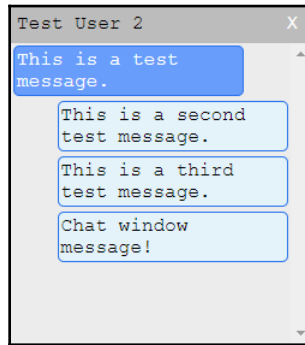 Test User 2 X
This is a test
message.
This is a second
test message.
This is a third
test message.
Chat window
message!